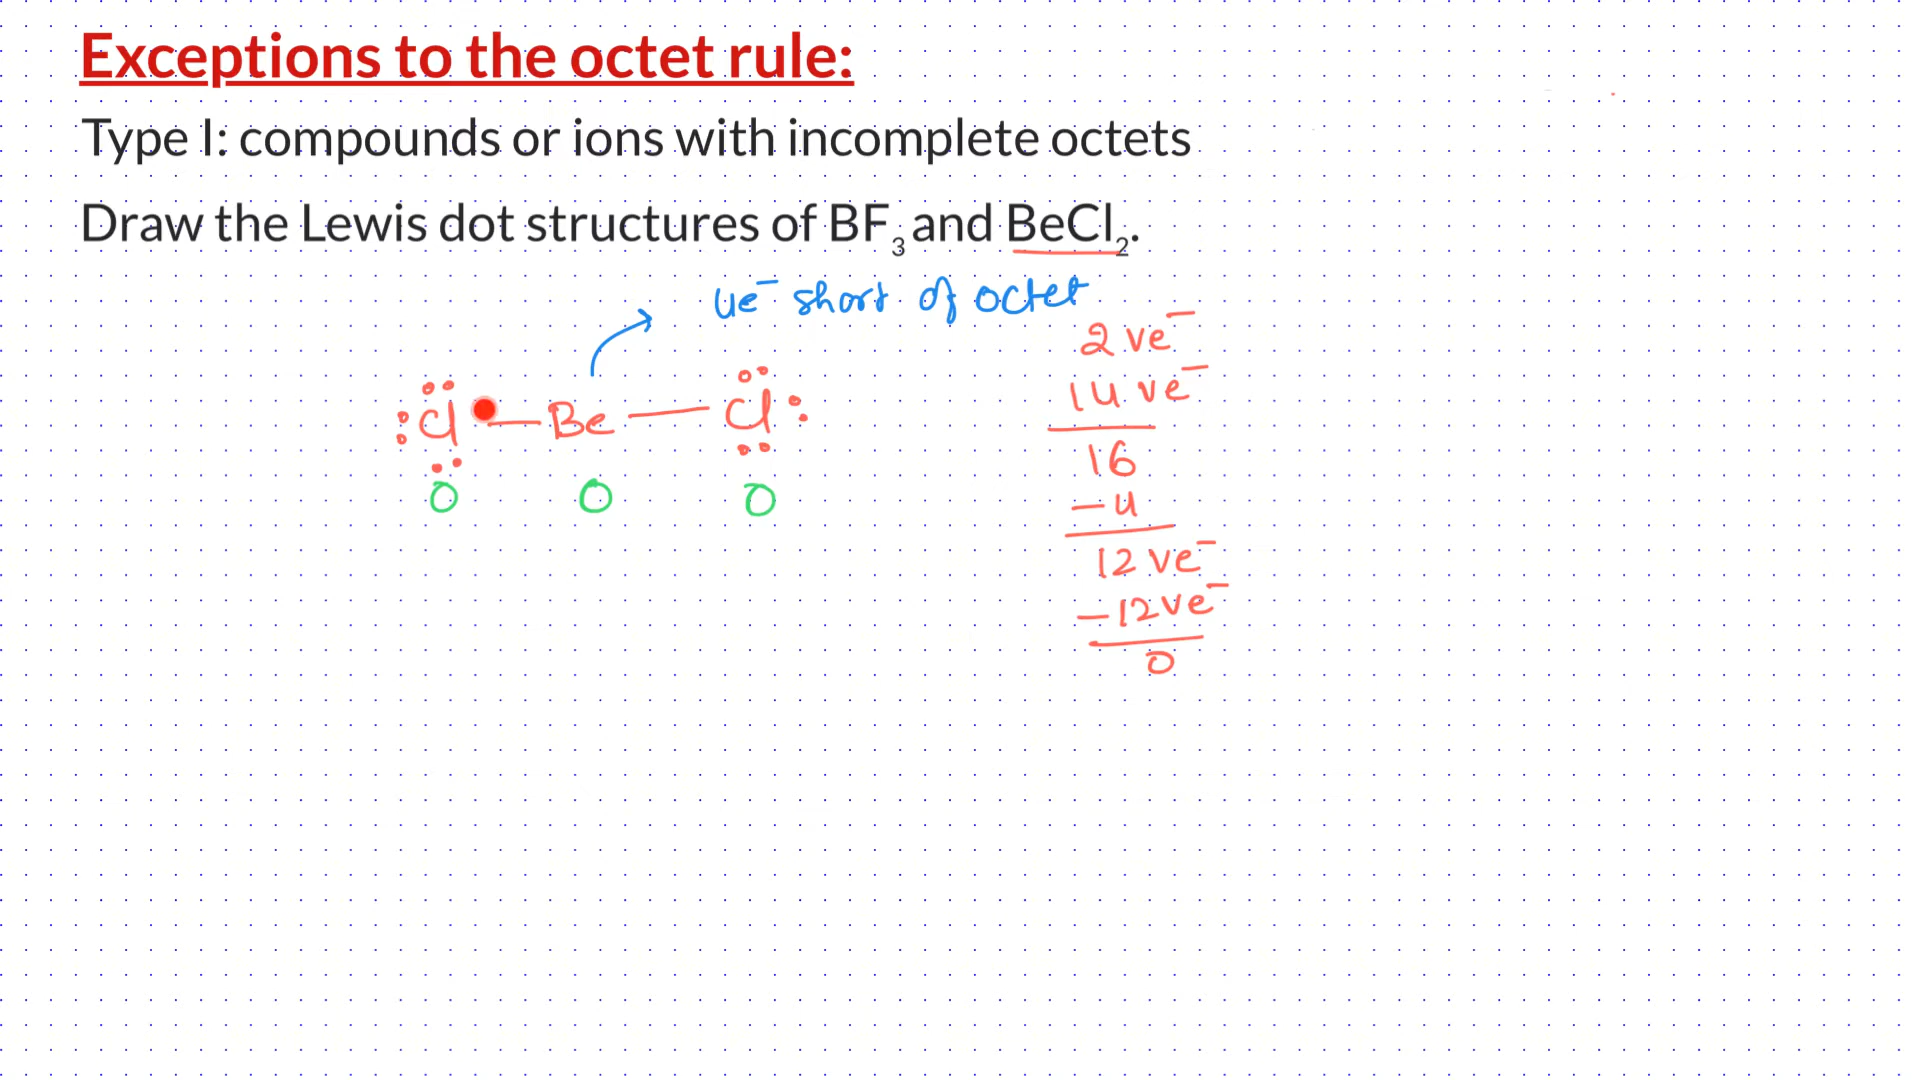 Exceptions to the octet rule:
Type I: compounds or ions with incomplete octets
Draw the Lewis dot structures of BF₃ and BeCl₂.
4e⁻ short of octet
:Cl — Be — Cl:
0 0 0
2 ve⁻
14 ve⁻
16
−4
12 ve⁻
−12 ve⁻
0